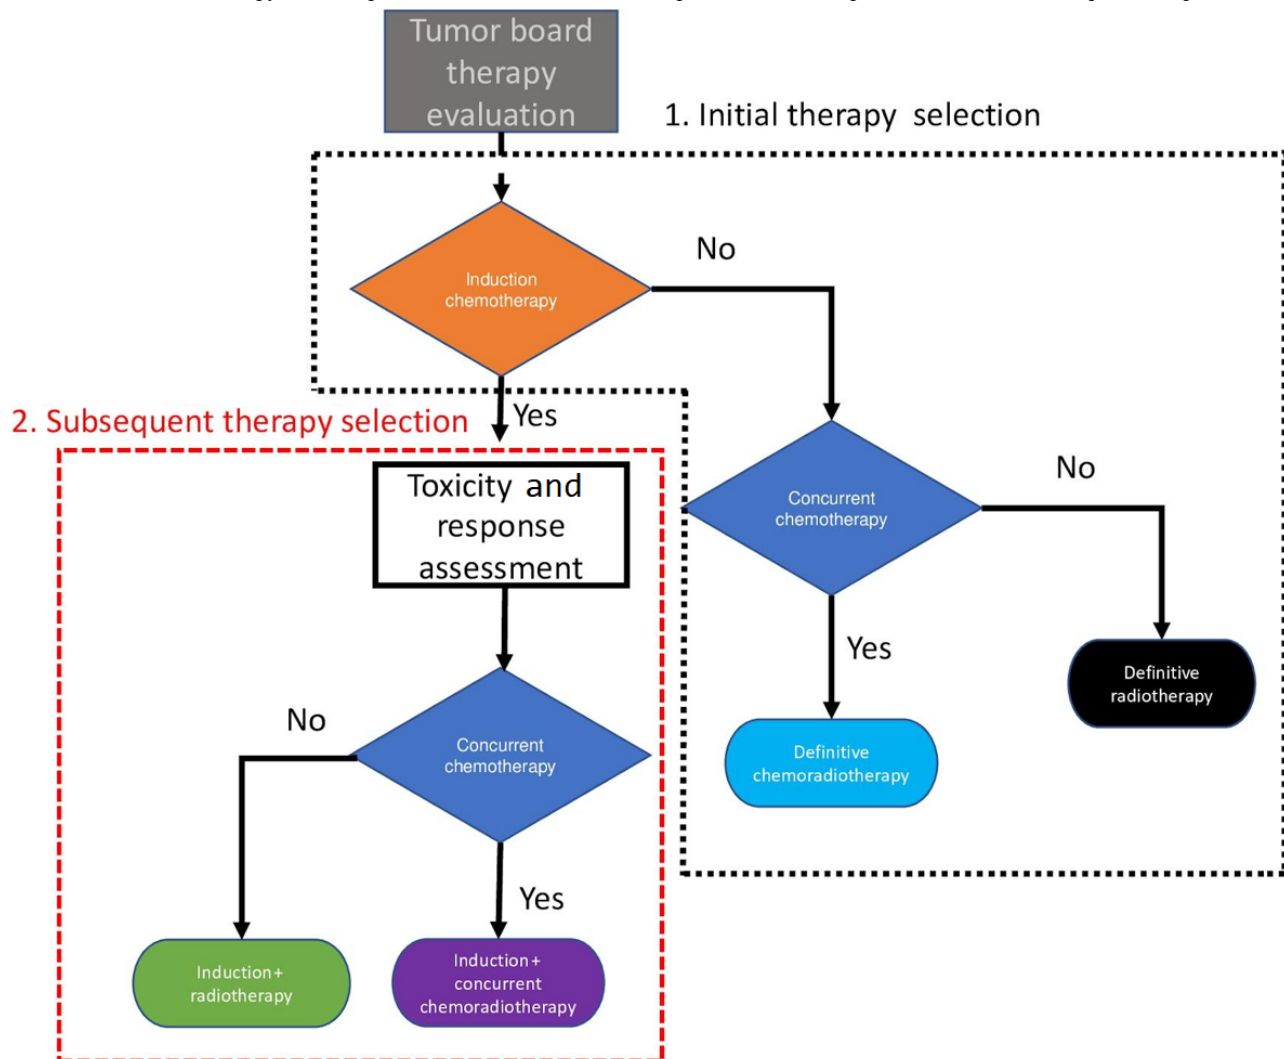 Tumor board
therapy
evaluation
1. Initial therapy selection
Induction
chemotherapy
No
Yes
2. Subsequent therapy selection
Toxicity and
response
assessment
Concurrent
chemotherapy
No
Yes
Definitive
radiotherapy
Definitive
chemoradiotherapy
Concurrent
chemotherapy
No
Yes
Induction+
radiotherapy
Induction+
concurrent
chemoradiotherapy